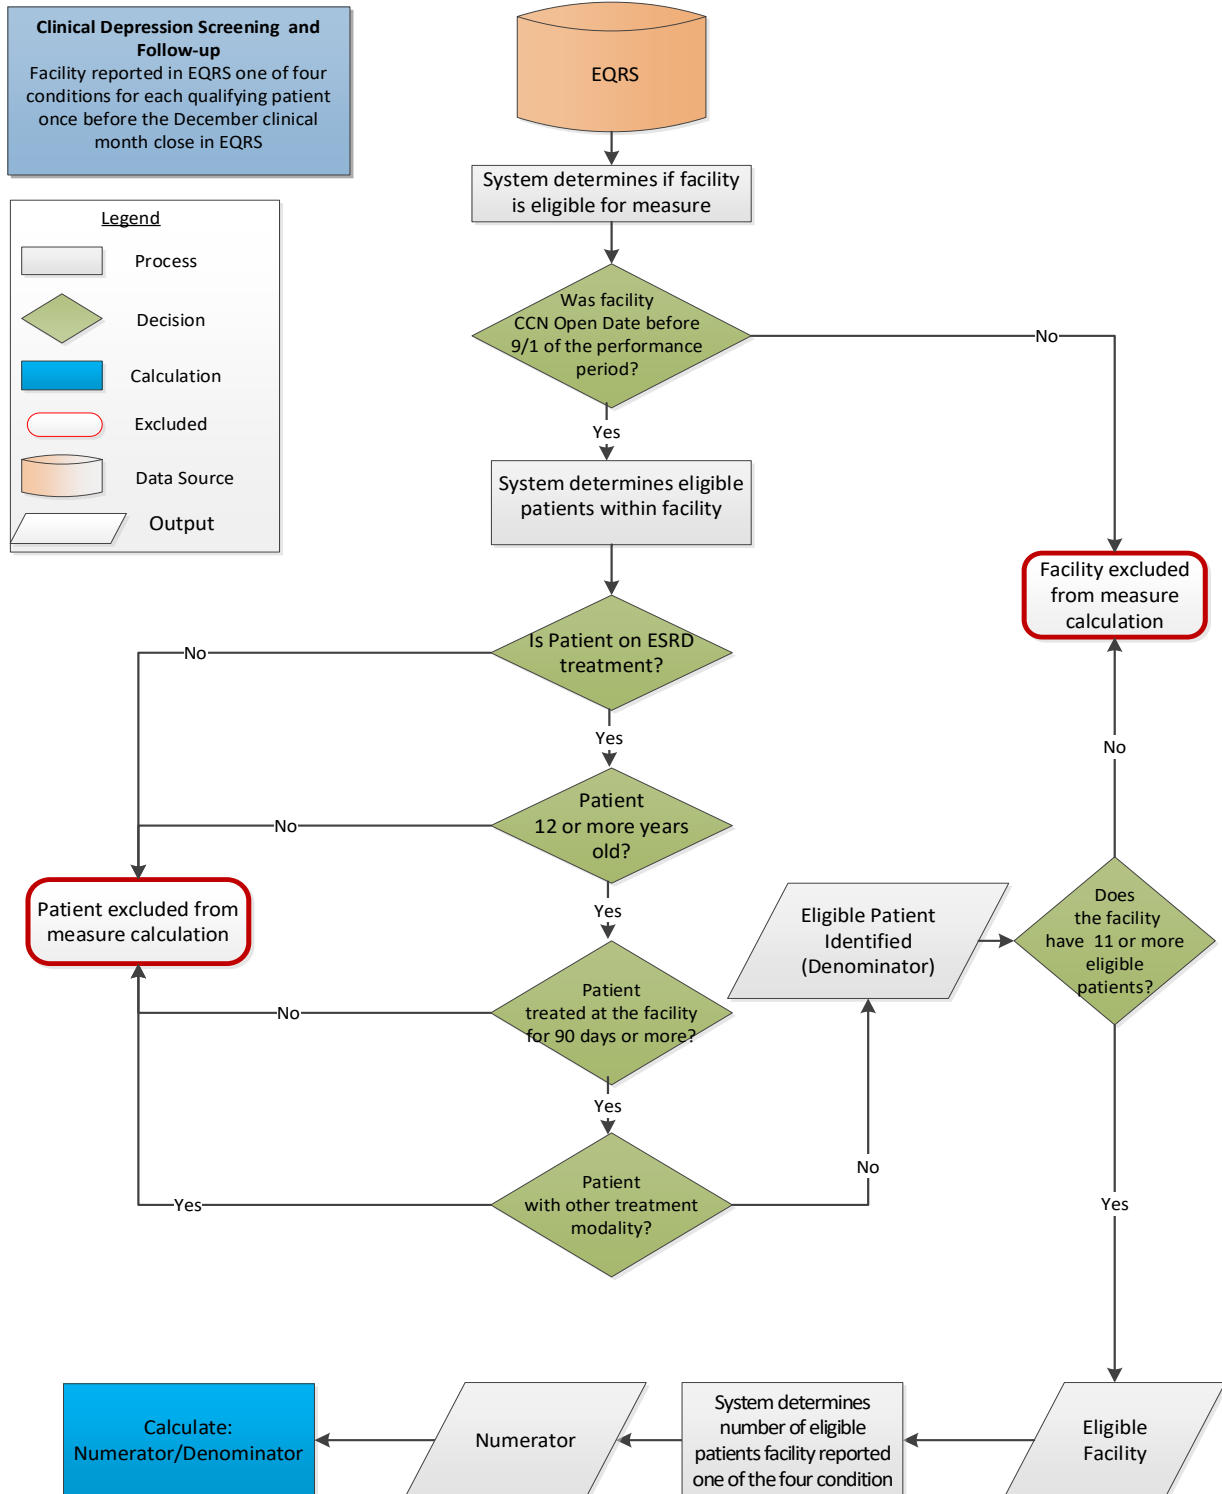 Clinical Depression Screening and
Follow-up
Facility reported in EQRS one of four
conditions for each qualifying patient
once before the December clinical
month close in EQRS
EQRS
System determines if facility
is eligible for measure
Legend
Process
Decision
Calculation
Excluded
Data Source
Output
Was facility
CCN Open Date before
9/1 of the performance
period?
No
Yes
System determines eligible
patients within facility
Facility excluded
from measure
calculation
Is Patient on ESRD
treatment?
No
Yes
No
Patient
12 or more years
old?
No
Yes
Patient excluded from
measure calculation
Eligible Patient
Identified
(Denominator)
Does
the facility
have 11 or more
eligible
patients?
Patient
treated at the facility
for 90 days or more?
No
Yes
Patient
with other treatment
modality?
Yes
No
Yes
Calculate:
Numerator/Denominator
Numerator
System determines
number of eligible
patients facility reported
one of the four condition
Eligible
Facility